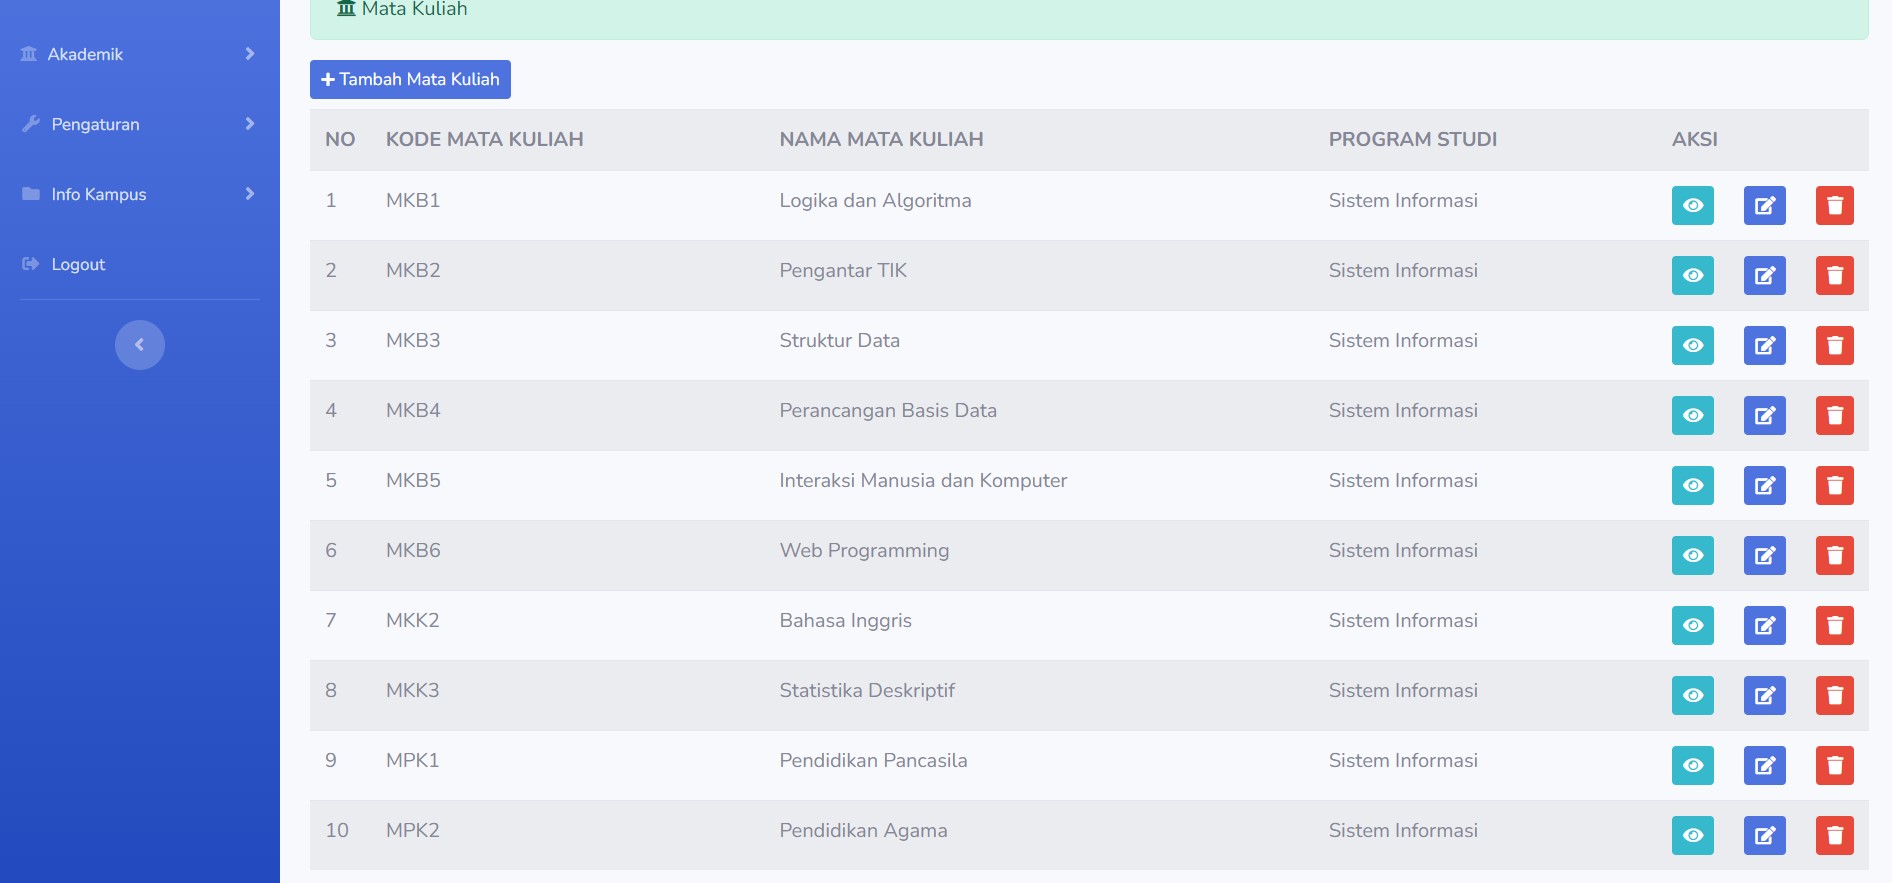 Mata Kuliah
Akademik
Pengaturan
Info Kampus
Logout
Tambah Mata Kuliah
NO KODE MATA KULIAH NAMA MATA KULIAH PROGRAM STUDI AKSI
1 MKB1 Logika dan Algoritma Sistem Informasi
2 MKB2 Pengantar TIK Sistem Informasi
3 MKB3 Struktur Data Sistem Informasi
4 MKB4 Perancangan Basis Data Sistem Informasi
5 MKB5 Interaksi Manusia dan Komputer Sistem Informasi
6 MKB6 Web Programming Sistem Informasi
7 MKK2 Bahasa Inggris Sistem Informasi
8 MKK3 Statistika Deskriptif Sistem Informasi
9 MPK1 Pendidikan Pancasila Sistem Informasi
10 MPK2 Pendidikan Agama Sistem Informasi